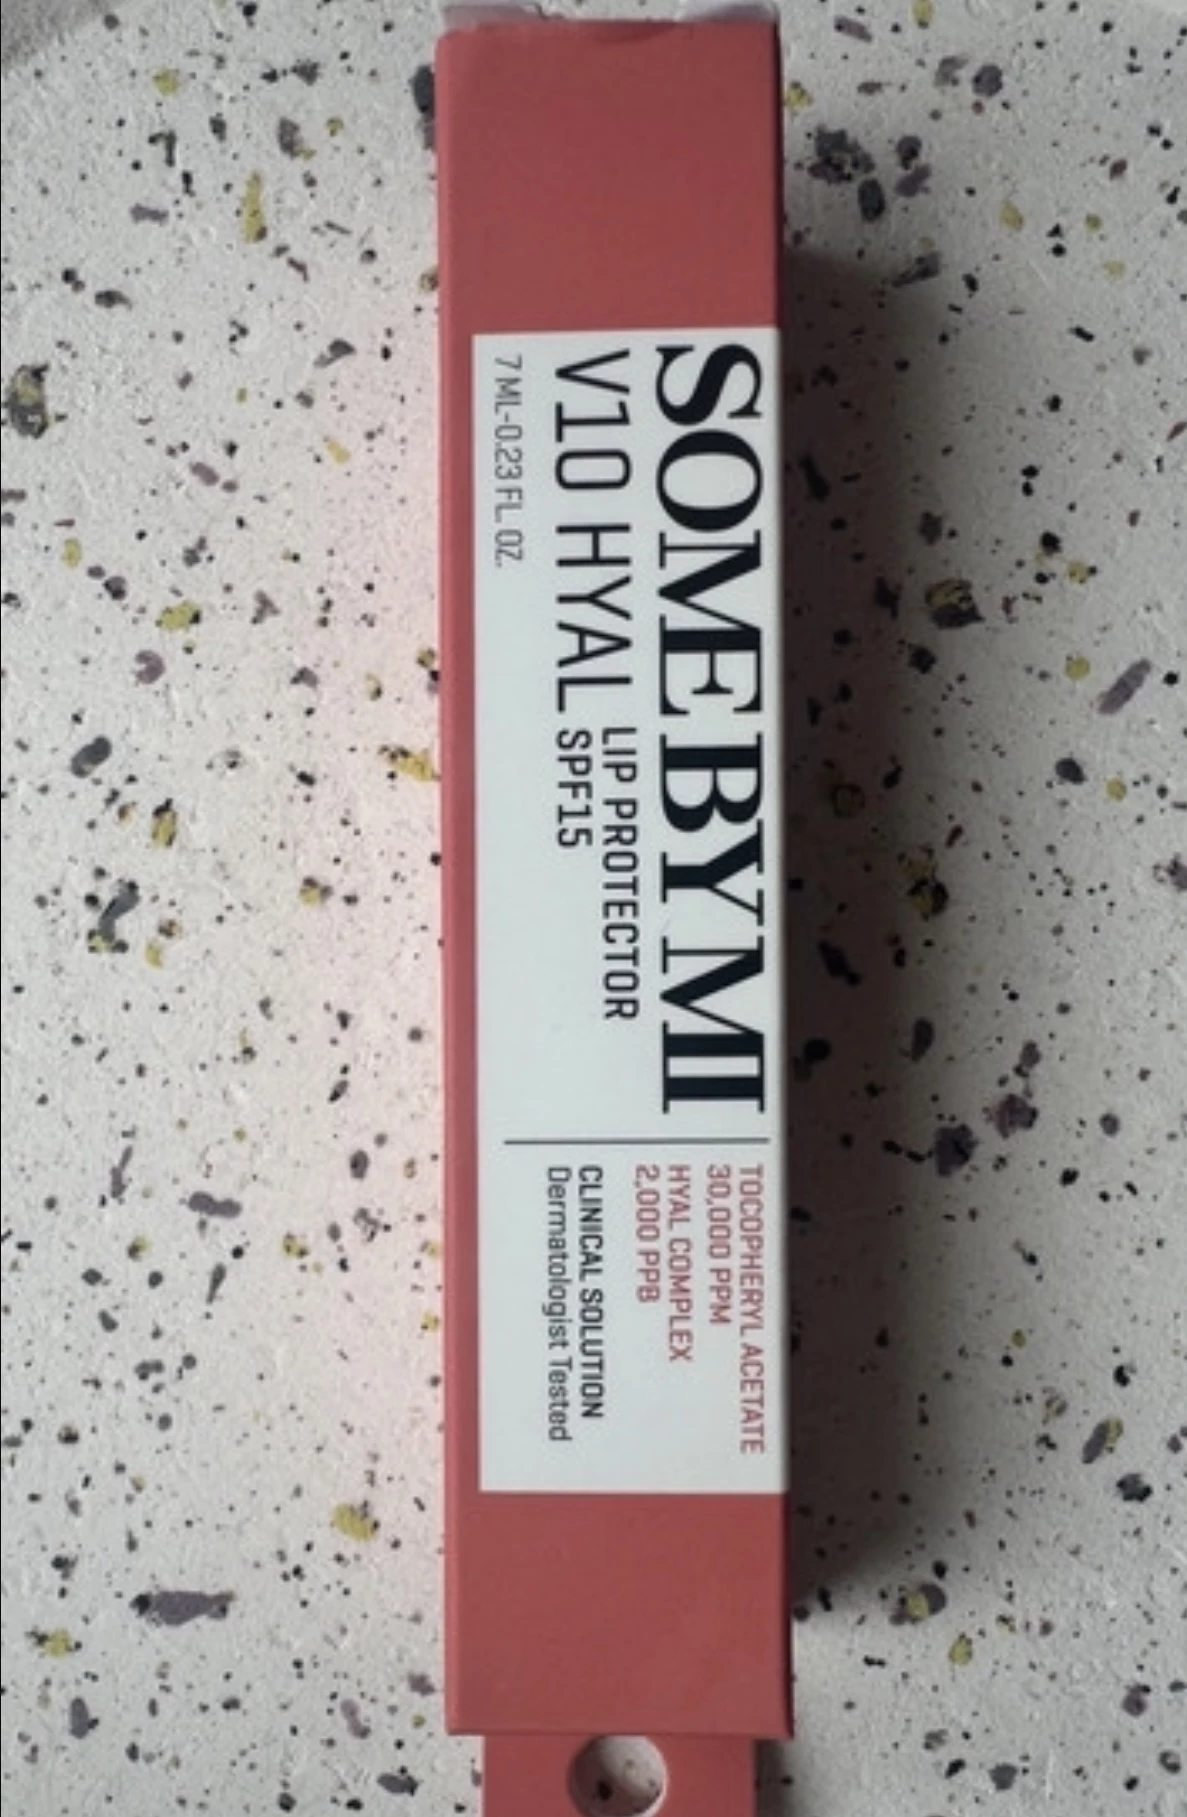 SOME BY MI
V10 HYAL LIP PROTECTOR
SPF15
7 ML-0.23 FL. OZ.
TOCOPHERYL ACETATE
30,000 PPM
HYAL COMPLEX
2,000 PPB
CLINICAL SOLUTION
Dermatologist Tested